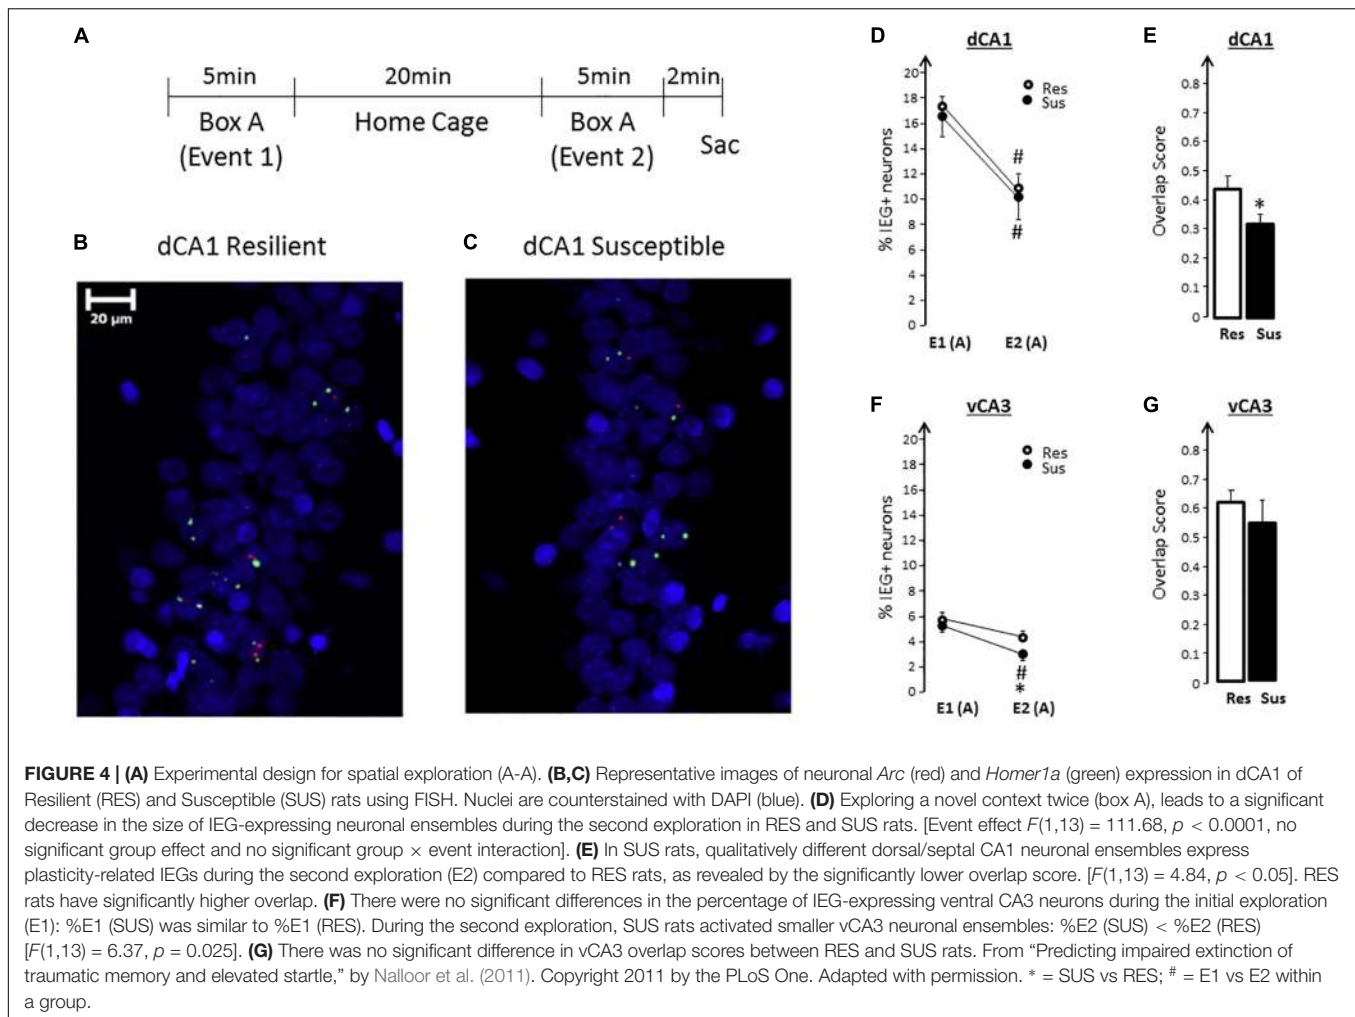 A
5min 20min 5min 2min
Box A Home Cage Box A
(Event 1) (Event 2) Sac
B dCA1 Resilient
20 µm
C dCA1 Susceptible
D dCA1
% IEG+ neurons
20
18
16
14
12
10
8
6
4
2
0
Res
Sus
#
#
E1 (A) E2 (A)
E dCA1
Overlap Score
0.8
0.7
0.6
0.5
0.4
0.3
0.2
0.1
0
*
Res Sus
F vCA3
% IEG+ neurons
20
18
16
14
12
10
8
6
4
2
0
Res
Sus
#
*
E1 (A) E2 (A)
G vCA3
Overlap Score
0.8
0.7
0.6
0.5
0.4
0.3
0.2
0.1
0
Res Sus
FIGURE 4 | (A) Experimental design for spatial exploration (A-A). (B,C) Representative images of neuronal Arc (red) and Homer1a (green) expression in dCA1 of
Resilient (RES) and Susceptible (SUS) rats using FISH. Nuclei are counterstained with DAPI (blue). (D) Exploring a novel context twice (box A), leads to a significant
decrease in the size of IEG-expressing neuronal ensembles during the second exploration in RES and SUS rats. [Event effect F(1,13) = 111.68, p < 0.0001, no
significant group effect and no significant group × event interaction]. (E) In SUS rats, qualitatively different dorsal/septal CA1 neuronal ensembles express
plasticity-related IEGs during the second exploration (E2) compared to RES rats, as revealed by the significantly lower overlap score. [F(1,13) = 4.84, p < 0.05]. RES
rats have significantly higher overlap. (F) There were no significant differences in the percentage of IEG-expressing ventral CA3 neurons during the initial exploration
(E1): %E1 (SUS) was similar to %E1 (RES). During the second exploration, SUS rats activated smaller vCA3 neuronal ensembles: %E2 (SUS) < %E2 (RES)
[F(1,13) = 6.37, p = 0.025]. (G) There was no significant difference in vCA3 overlap scores between RES and SUS rats. From “Predicting impaired extinction of
traumatic memory and elevated startle,” by Nalloor et al. (2011). Copyright 2011 by the PLoS One. Adapted with permission. * = SUS vs RES; # = E1 vs E2 within
a group.